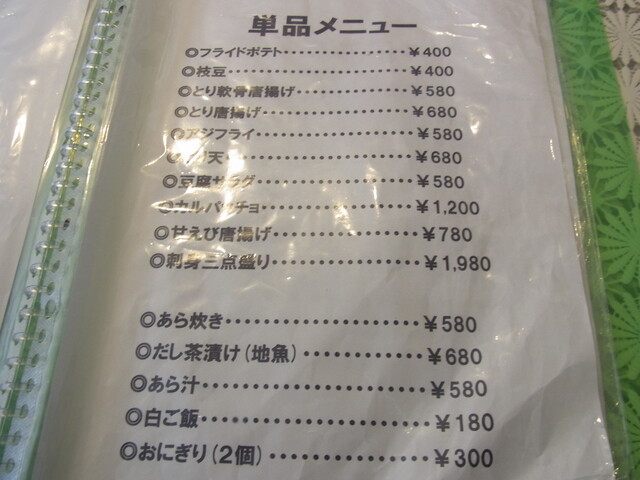 単品メニュー
◎フライドポテト・・・・・・・・・・・・・・・￥400
◎枝豆・・・・・・・・・・・・・・・・・・・・・・￥400
◎とり軟骨唐揚げ・・・・・・・・・・・・・・￥580
◎とり唐揚げ・・・・・・・・・・・・・・・・・・￥680
◎アジフライ・・・・・・・・・・・・・・・・・・￥580
天・・・・・・・・・・・・・・・・・・・・・￥680
◎豆腐サラダ・・・・・・・・・・・・・・・・・・￥580
◎カルパッチョ・・・・・・・・・・・・・・・・￥1,200
◎甘えび唐揚げ・・・・・・・・・・・・・・・・￥780
◎刺身三点盛り・・・・・・・・・・・・・・・・￥1,980
◎あら炊き・・・・・・・・・・・・・・・・・・・・￥580
◎だし茶漬け(地魚)・・・・・・・・・・・・￥680
◎あら汁・・・・・・・・・・・・・・・・・・・・・・￥580
◎白ご飯・・・・・・・・・・・・・・・・・・・・・・￥180
◎おにぎり(2個)・・・・・・・・・・・・・・・￥300